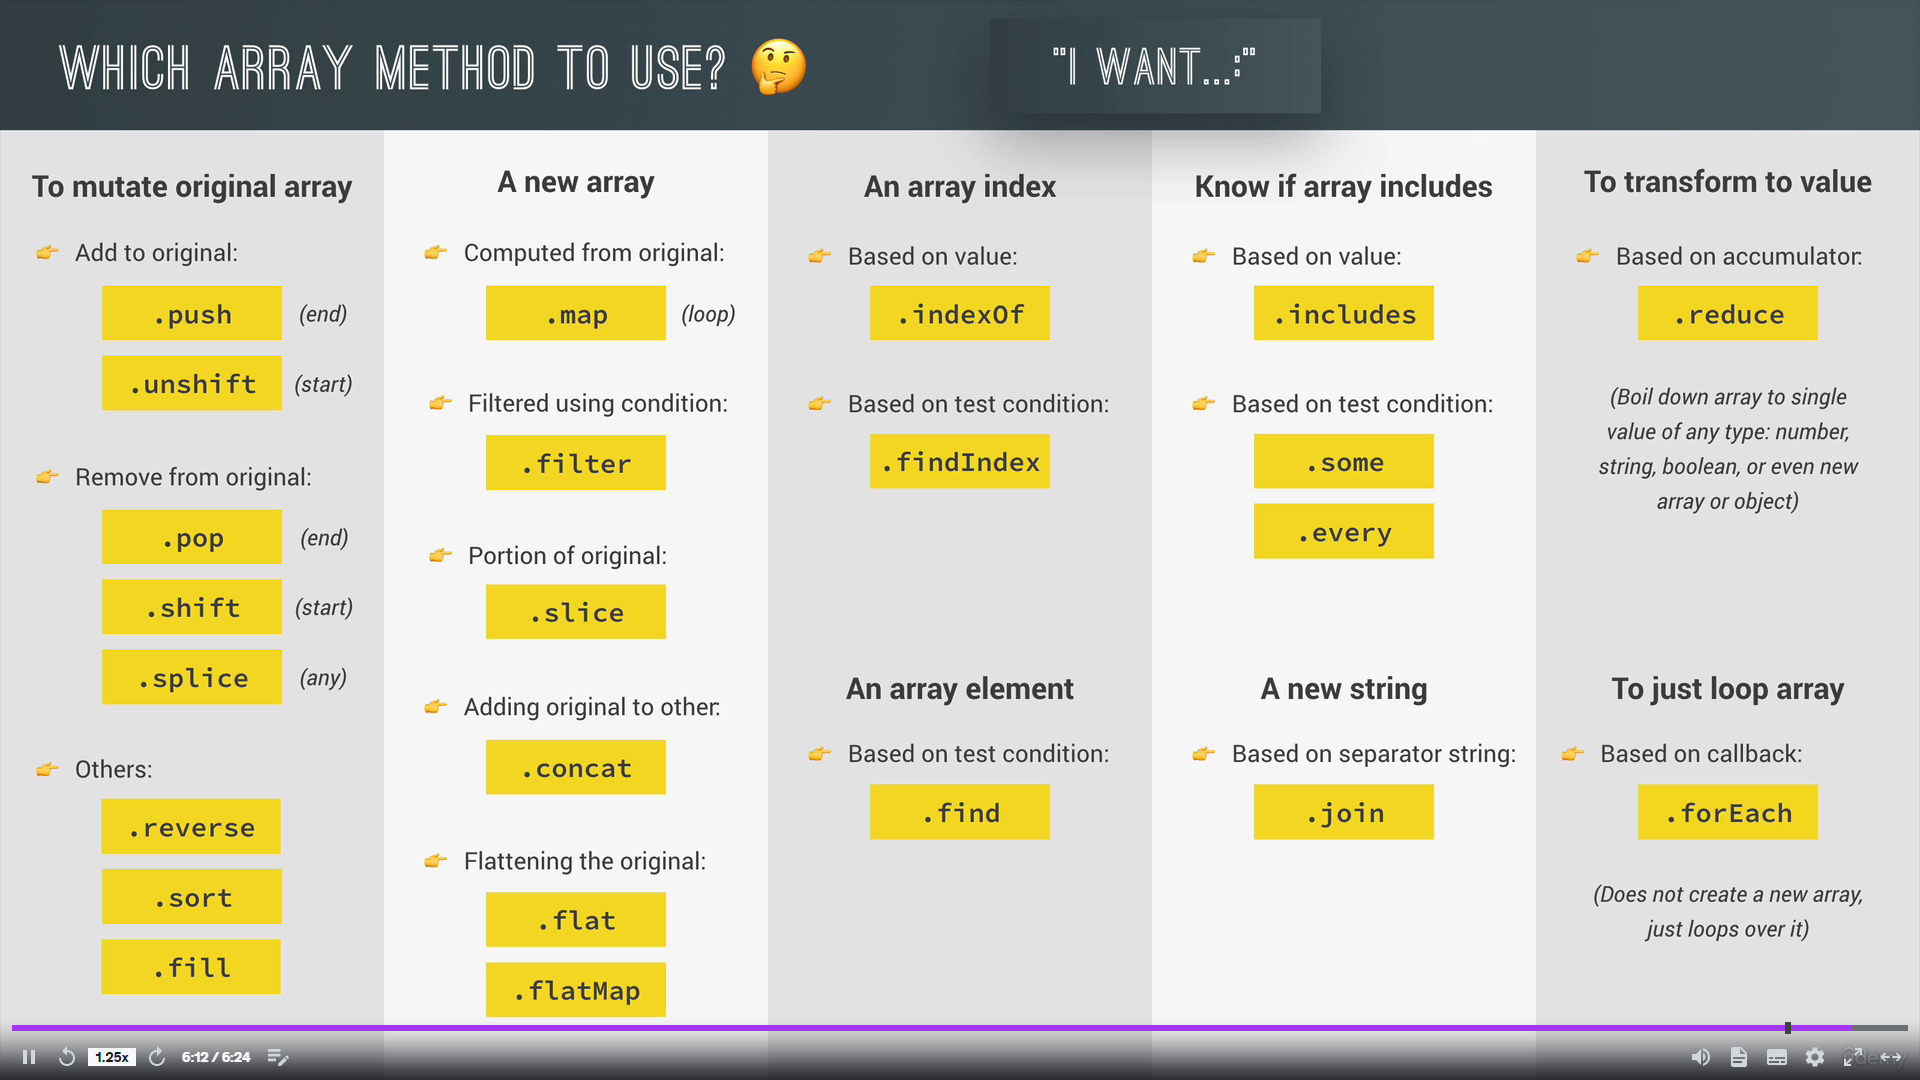 WHICH ARRAY METHOD TO USE? 🤔
"I WANT...:"
To mutate original array
👉 Add to original:
.push (end)
.unshift (start)
👉 Remove from original:
.pop (end)
.shift (start)
.splice (any)
👉 Others:
.reverse
.sort
.fill
A new array
👉 Computed from original:
.map (loop)
👉 Filtered using condition:
.filter
👉 Portion of original:
.slice
👉 Adding original to other:
.concat
👉 Flattening the original:
.flat
.flatMap
An array index
👉 Based on value:
.indexOf
👉 Based on test condition:
.findIndex
An array element
👉 Based on test condition:
.find
Know if array includes
👉 Based on value:
.includes
👉 Based on test condition:
.some
.every
A new string
👉 Based on separator string:
.join
To transform to value
👉 Based on accumulator:
.reduce
(Boil down array to single
value of any type: number,
string, boolean, or even new
array or object)
To just loop array
👉 Based on callback:
.forEach
(Does not create a new array,
just loops over it)
1.25x 6:12 / 6:24